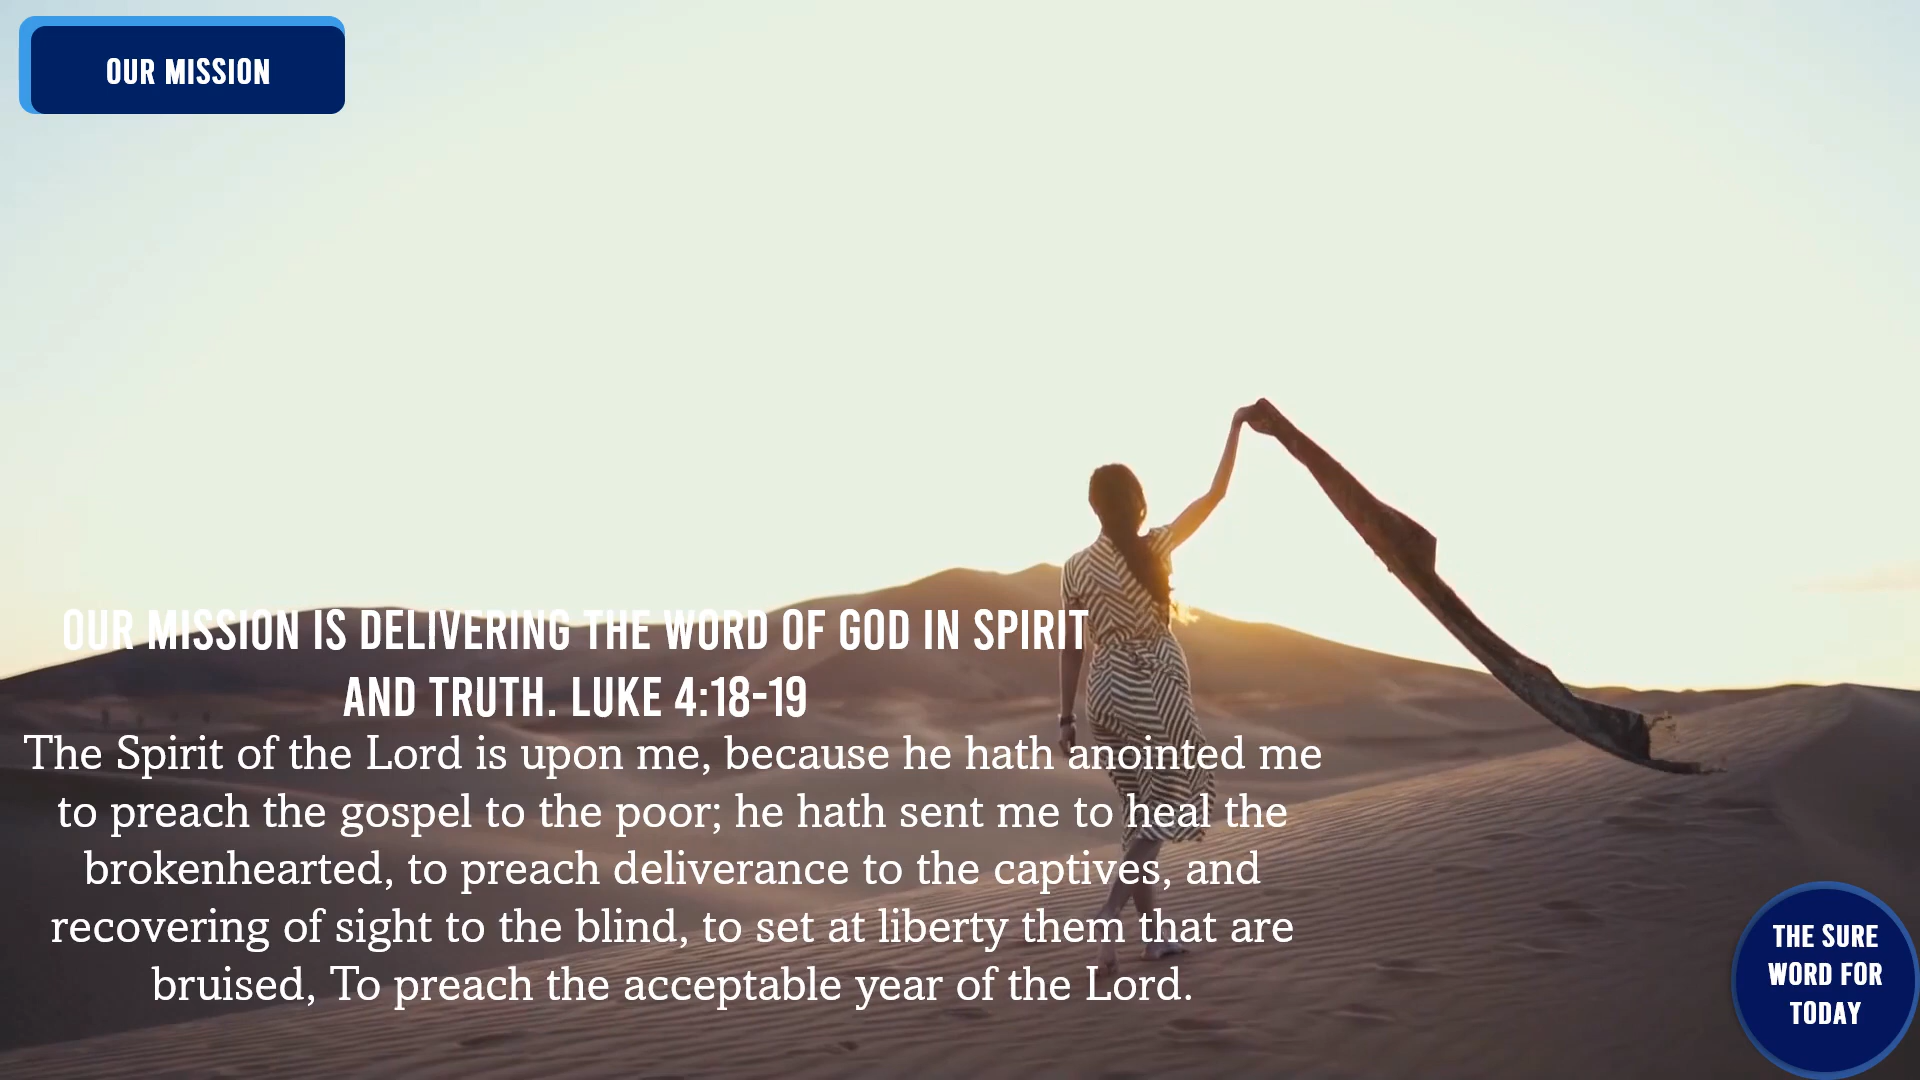 OUR MISSION
OUR MISSION IS DELIVERING THE WORD OF GOD IN SPIRIT
AND TRUTH. LUKE 4:18-19
The Spirit of the Lord is upon me, because he hath anointed me
to preach the gospel to the poor; he hath sent me to heal the
brokenhearted, to preach deliverance to the captives, and
recovering of sight to the blind, to set at liberty them that are
bruised, To preach the acceptable year of the Lord.
THE SURE
WORD FOR
TODAY